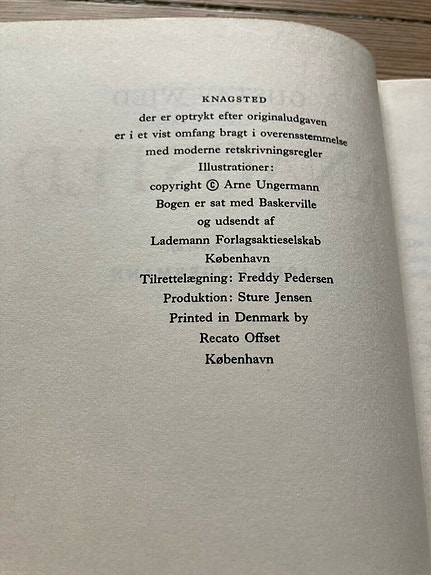 KNAGSTED
der er optrykt efter originaludgaven
er i et vist omfang bragt i overensstemmelse
med moderne retskrivningsregler
Illustrationer:
copyright © Arne Ungermann
Bogen er sat med Baskerville
og udsendt af
Lademann Forlagsaktieselskab
København
Tilrettelægning: Freddy Pedersen
Produktion: Sture Jensen
Printed in Denmark by
Recato Offset
København